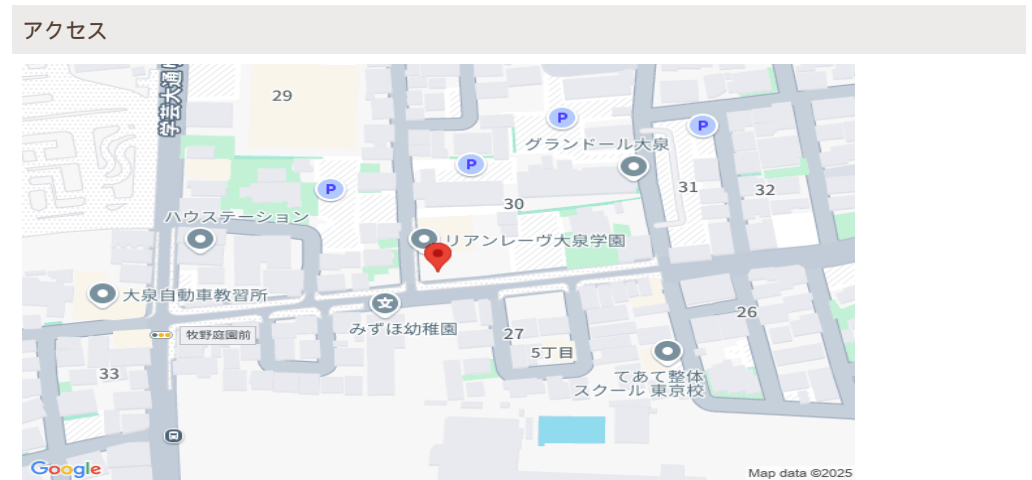 アクセス
学芸大通り
29
P
グランドール大泉
P
P
31
32
P
30
ハウステーション
リアンレーヴ大泉学園
大泉自動車教習所
文
みずほ幼稚園
26
牧野庭園前
27
5丁目
33
てあて整体
スクール 東京校
Google
Map data ©2025